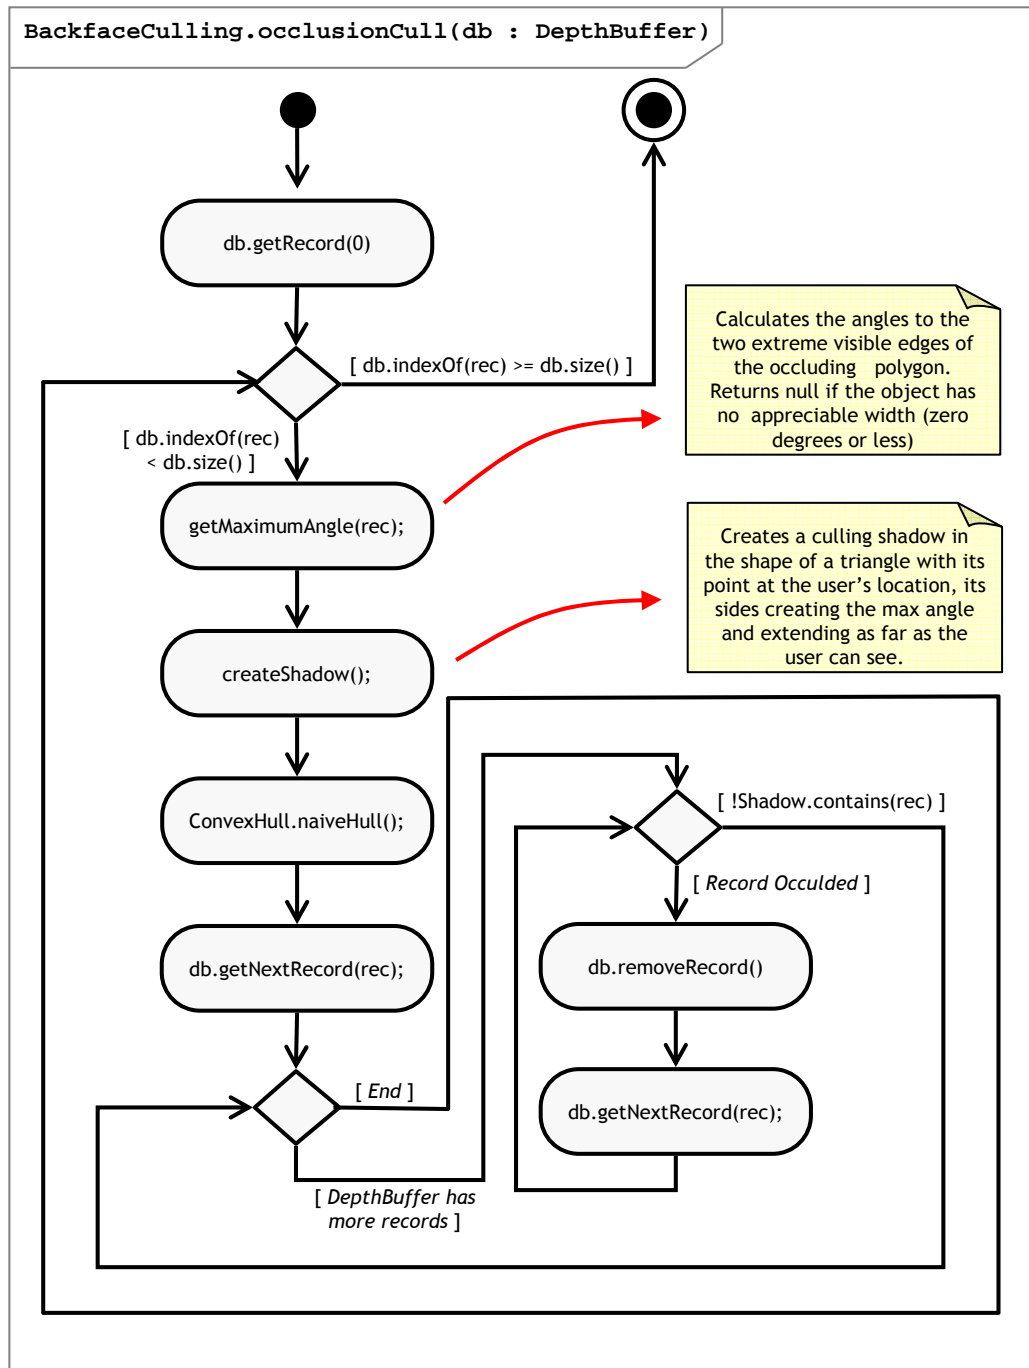 BackfaceCulling.occlusionCull(db : DepthBuffer)
db.getRecord(0)
[ db.indexOf(rec) >= db.size() ]
[ db.indexOf(rec)
< db.size() ]
Calculates the angles to the
two extreme visible edges of
the occluding polygon.
Returns null if the object has
no appreciable width (zero
degrees or less)
getMaximumAngle(rec);
Creates a culling shadow in
the shape of a triangle with its
point at the user’s location, its
sides creating the max angle
and extending as far as the
user can see.
createShadow();
ConvexHull.naiveHull();
[ !Shadow.contains(rec) ]
[ Record Occulded ]
db.getNextRecord(rec);
db.removeRecord()
[ End ]
db.getNextRecord(rec);
[ DepthBuffer has
more records ]